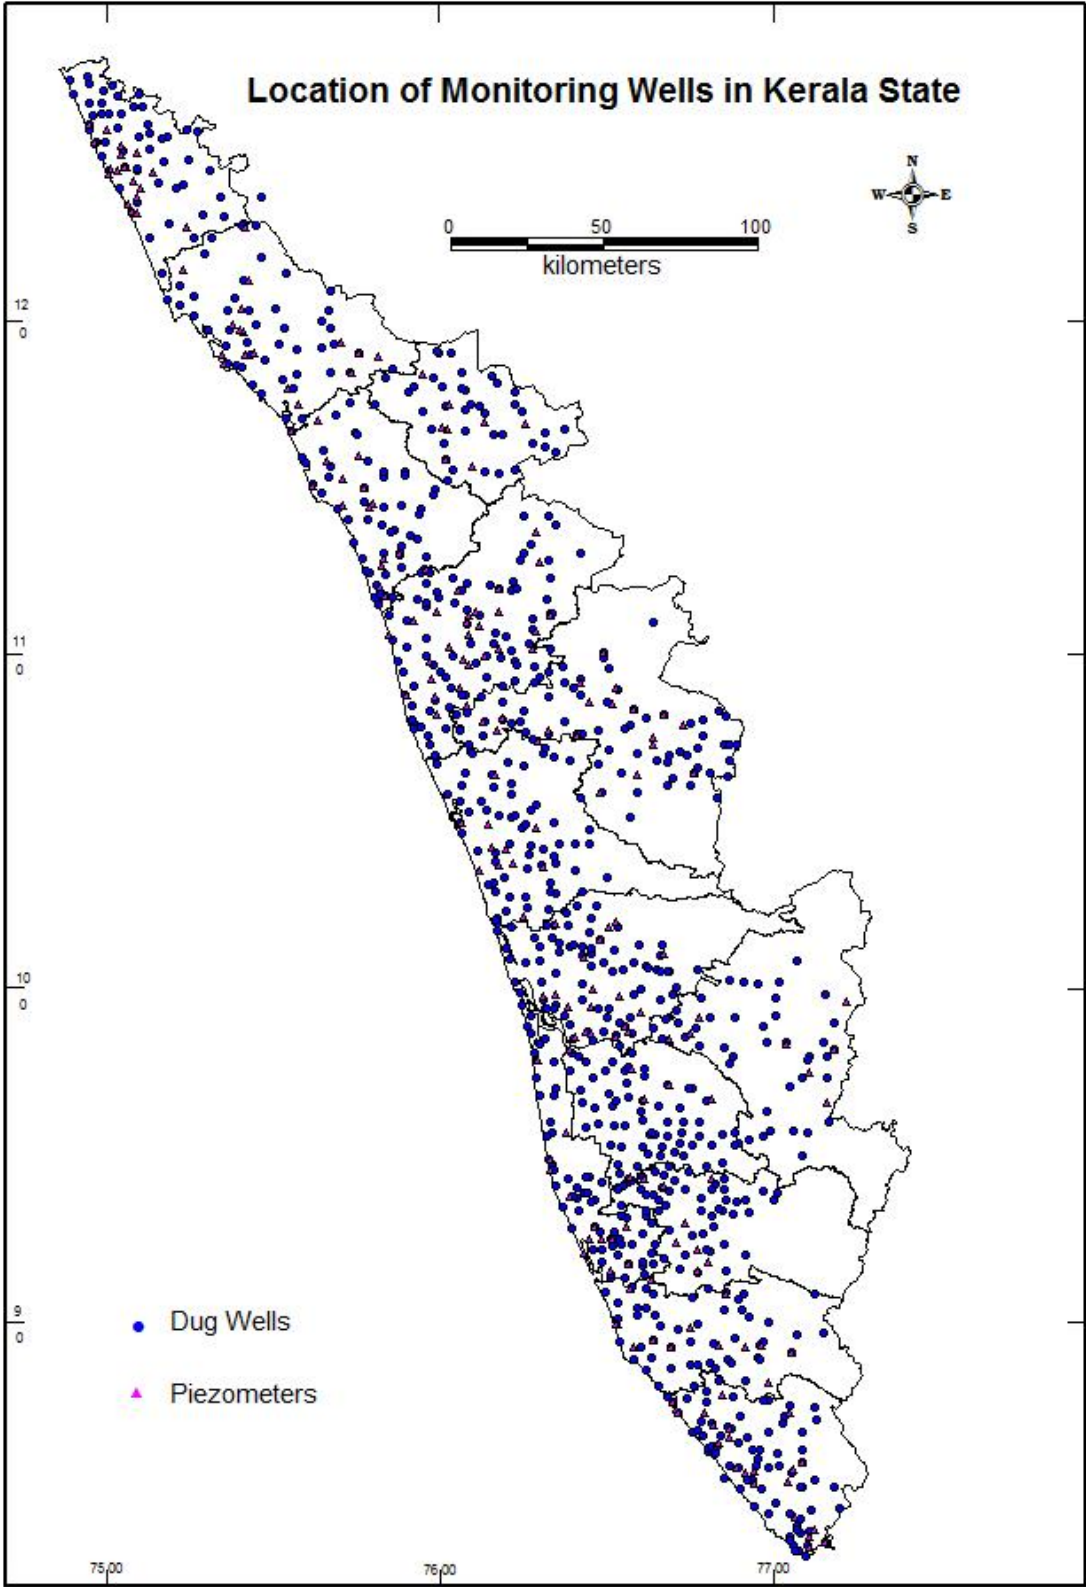 Location of Monitoring Wells in Kerala State
N
W E
S
0 50 100
kilometers
12
0
11
0
10
0
9
0
Dug Wells
Piezometers
75,00 76,00 77,00